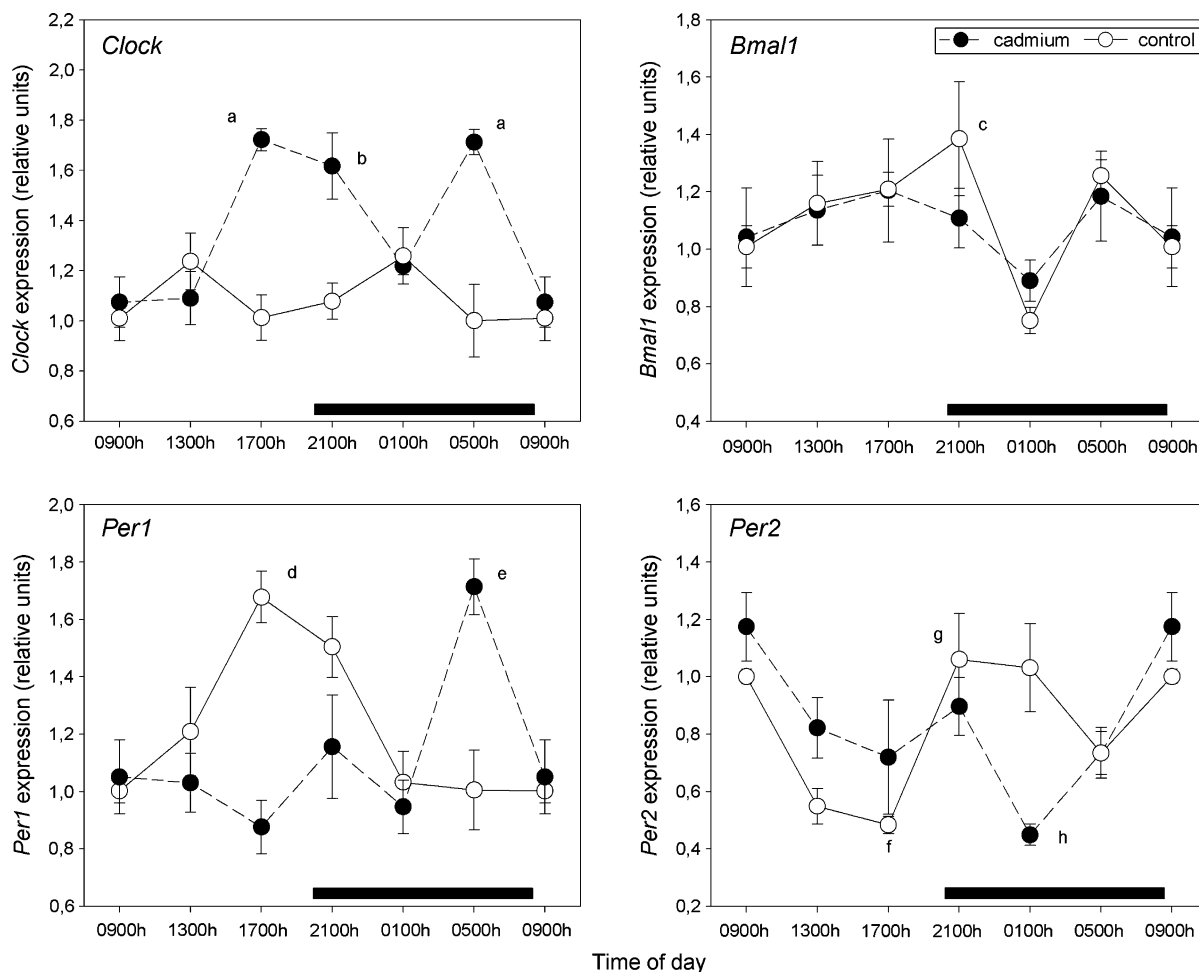 Clock
a
b
a
Clock expression (relative units)
2,2
2,0
1,8
1,6
1,4
1,2
1,0
0,8
0,6
0900h 1300h 1700h 2100h 0100h 0500h 0900h
Bmal1
cadmium control
c
Bmal1 expression (relative units)
1,8
1,6
1,4
1,2
1,0
0,8
0,6
0,4
0900h 1300h 1700h 2100h 0100h 0500h 0900h
Per1
d
e
Per1 expression (relative units)
2,0
1,8
1,6
1,4
1,2
1,0
0,8
0,6
0900h 1300h 1700h 2100h 0100h 0500h 0900h
Per2
g
f
h
Per2 expression (relative units)
1,6
1,4
1,2
1,0
0,8
0,6
0,4
0,2
0900h 1300h 1700h 2100h 0100h 0500h 0900h
Time of day